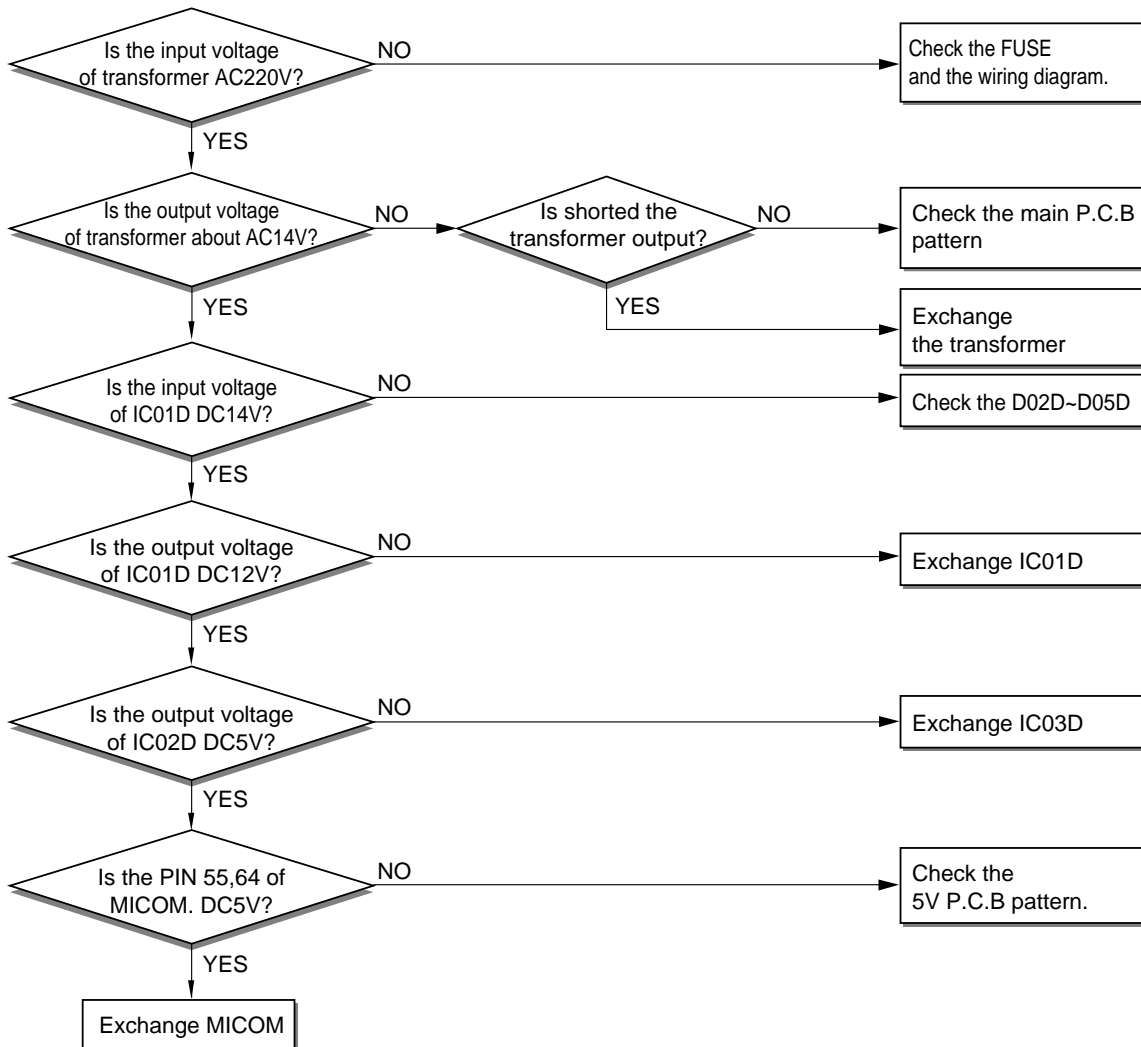 Is the input voltage
of transformer AC220V?
NO
Check the FUSE
and the wiring diagram.
YES
Is the output voltage
of transformer about AC14V?
NO
Is shorted the
transformer output?
NO
Check the main P.C.B
pattern
YES
YES
Exchange
the transformer
Is the input voltage
of IC01D DC14V?
NO
Check the D02D~D05D
YES
Is the output voltage
of IC01D DC12V?
NO
Exchange IC01D
YES
Is the output voltage
of IC02D DC5V?
NO
Exchange IC03D
YES
Is the PIN 55,64 of
MICOM. DC5V?
NO
Check the
5V P.C.B pattern.
YES
Exchange MICOM